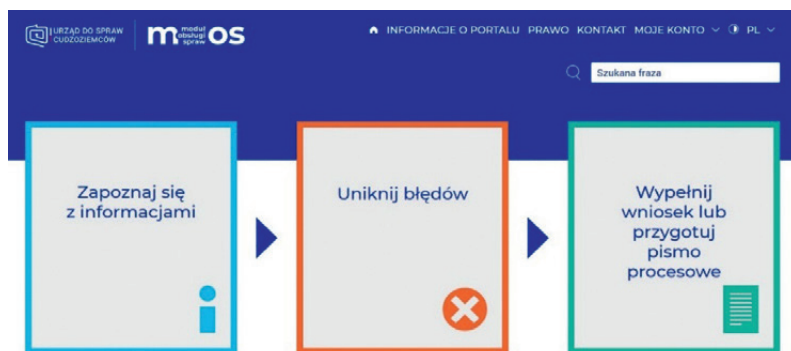 URZĄD DO SPRAW
CUDZOZIEMCÓW
moduł
obsługi
spraw
mOS
INFORMACJE O PORTALU PRAWO KONTAKT MOJE KONTO PL
Szukana fraza
Zapoznaj się
z informacjami
Uniknij błędów
Wypełnij
wniosek lub
przygotuj
pismo
procesowe